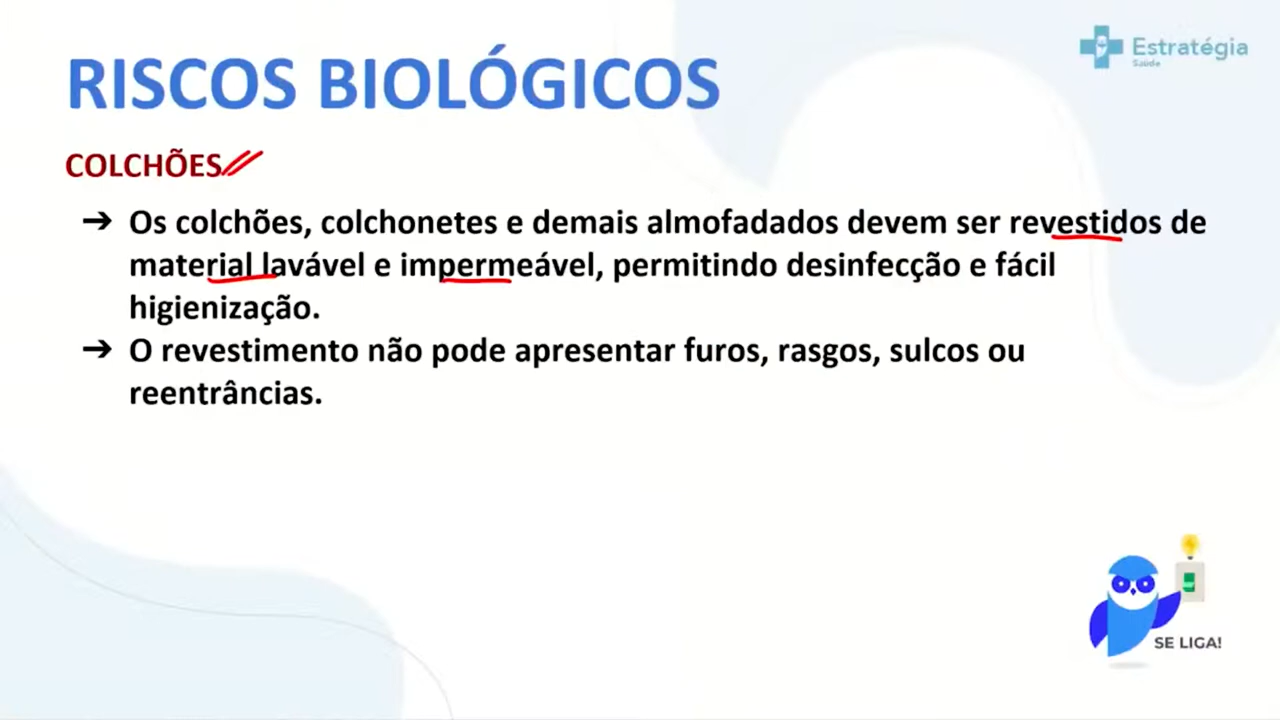 Estratégia
Saúde
RISCOS BIOLÓGICOS
COLCHÕES
➔ Os colchões, colchonetes e demais almofadados devem ser revestidos de
material lavável e impermeável, permitindo desinfecção e fácil
higienização.
➔ O revestimento não pode apresentar furos, rasgos, sulcos ou
reentrâncias.
SE LIGA!